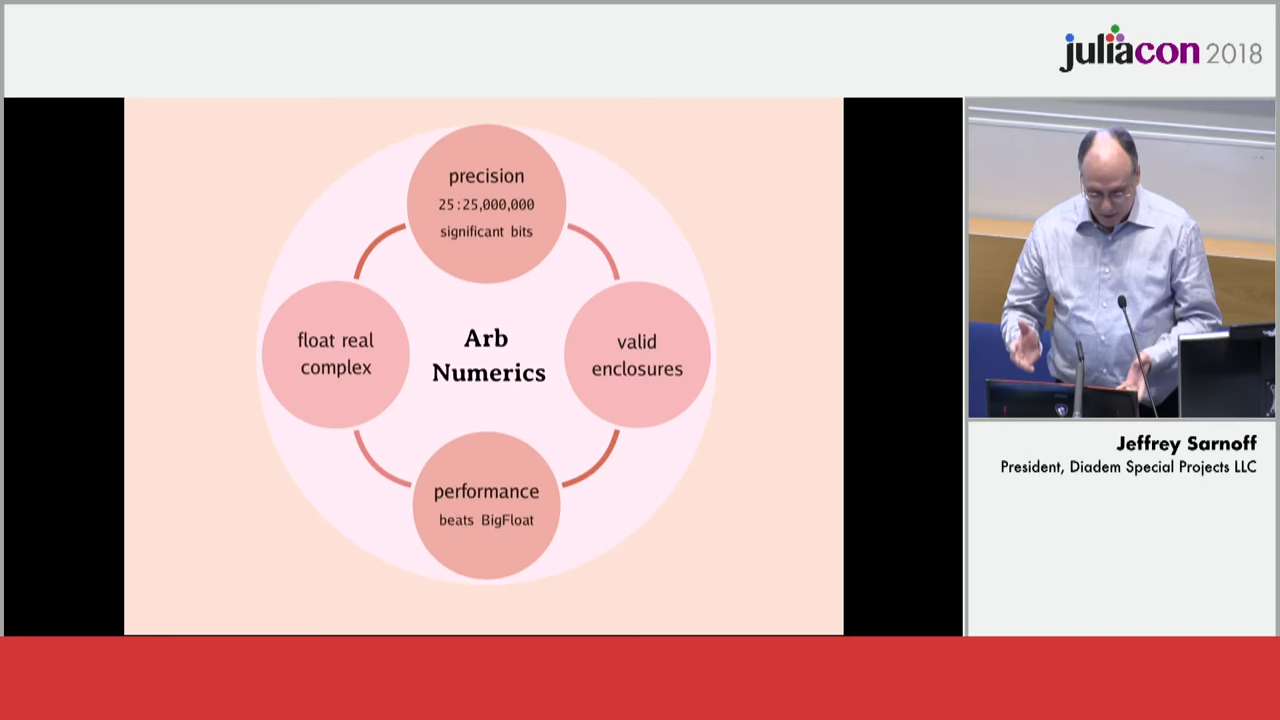 juliacon 2018
precision
25:25,000,000
significant bits
float real
complex
Arb
Numerics
valid
enclosures
performance
beats BigFloat
Jeffrey Sarnoff
President, Diadem Special Projects LLC